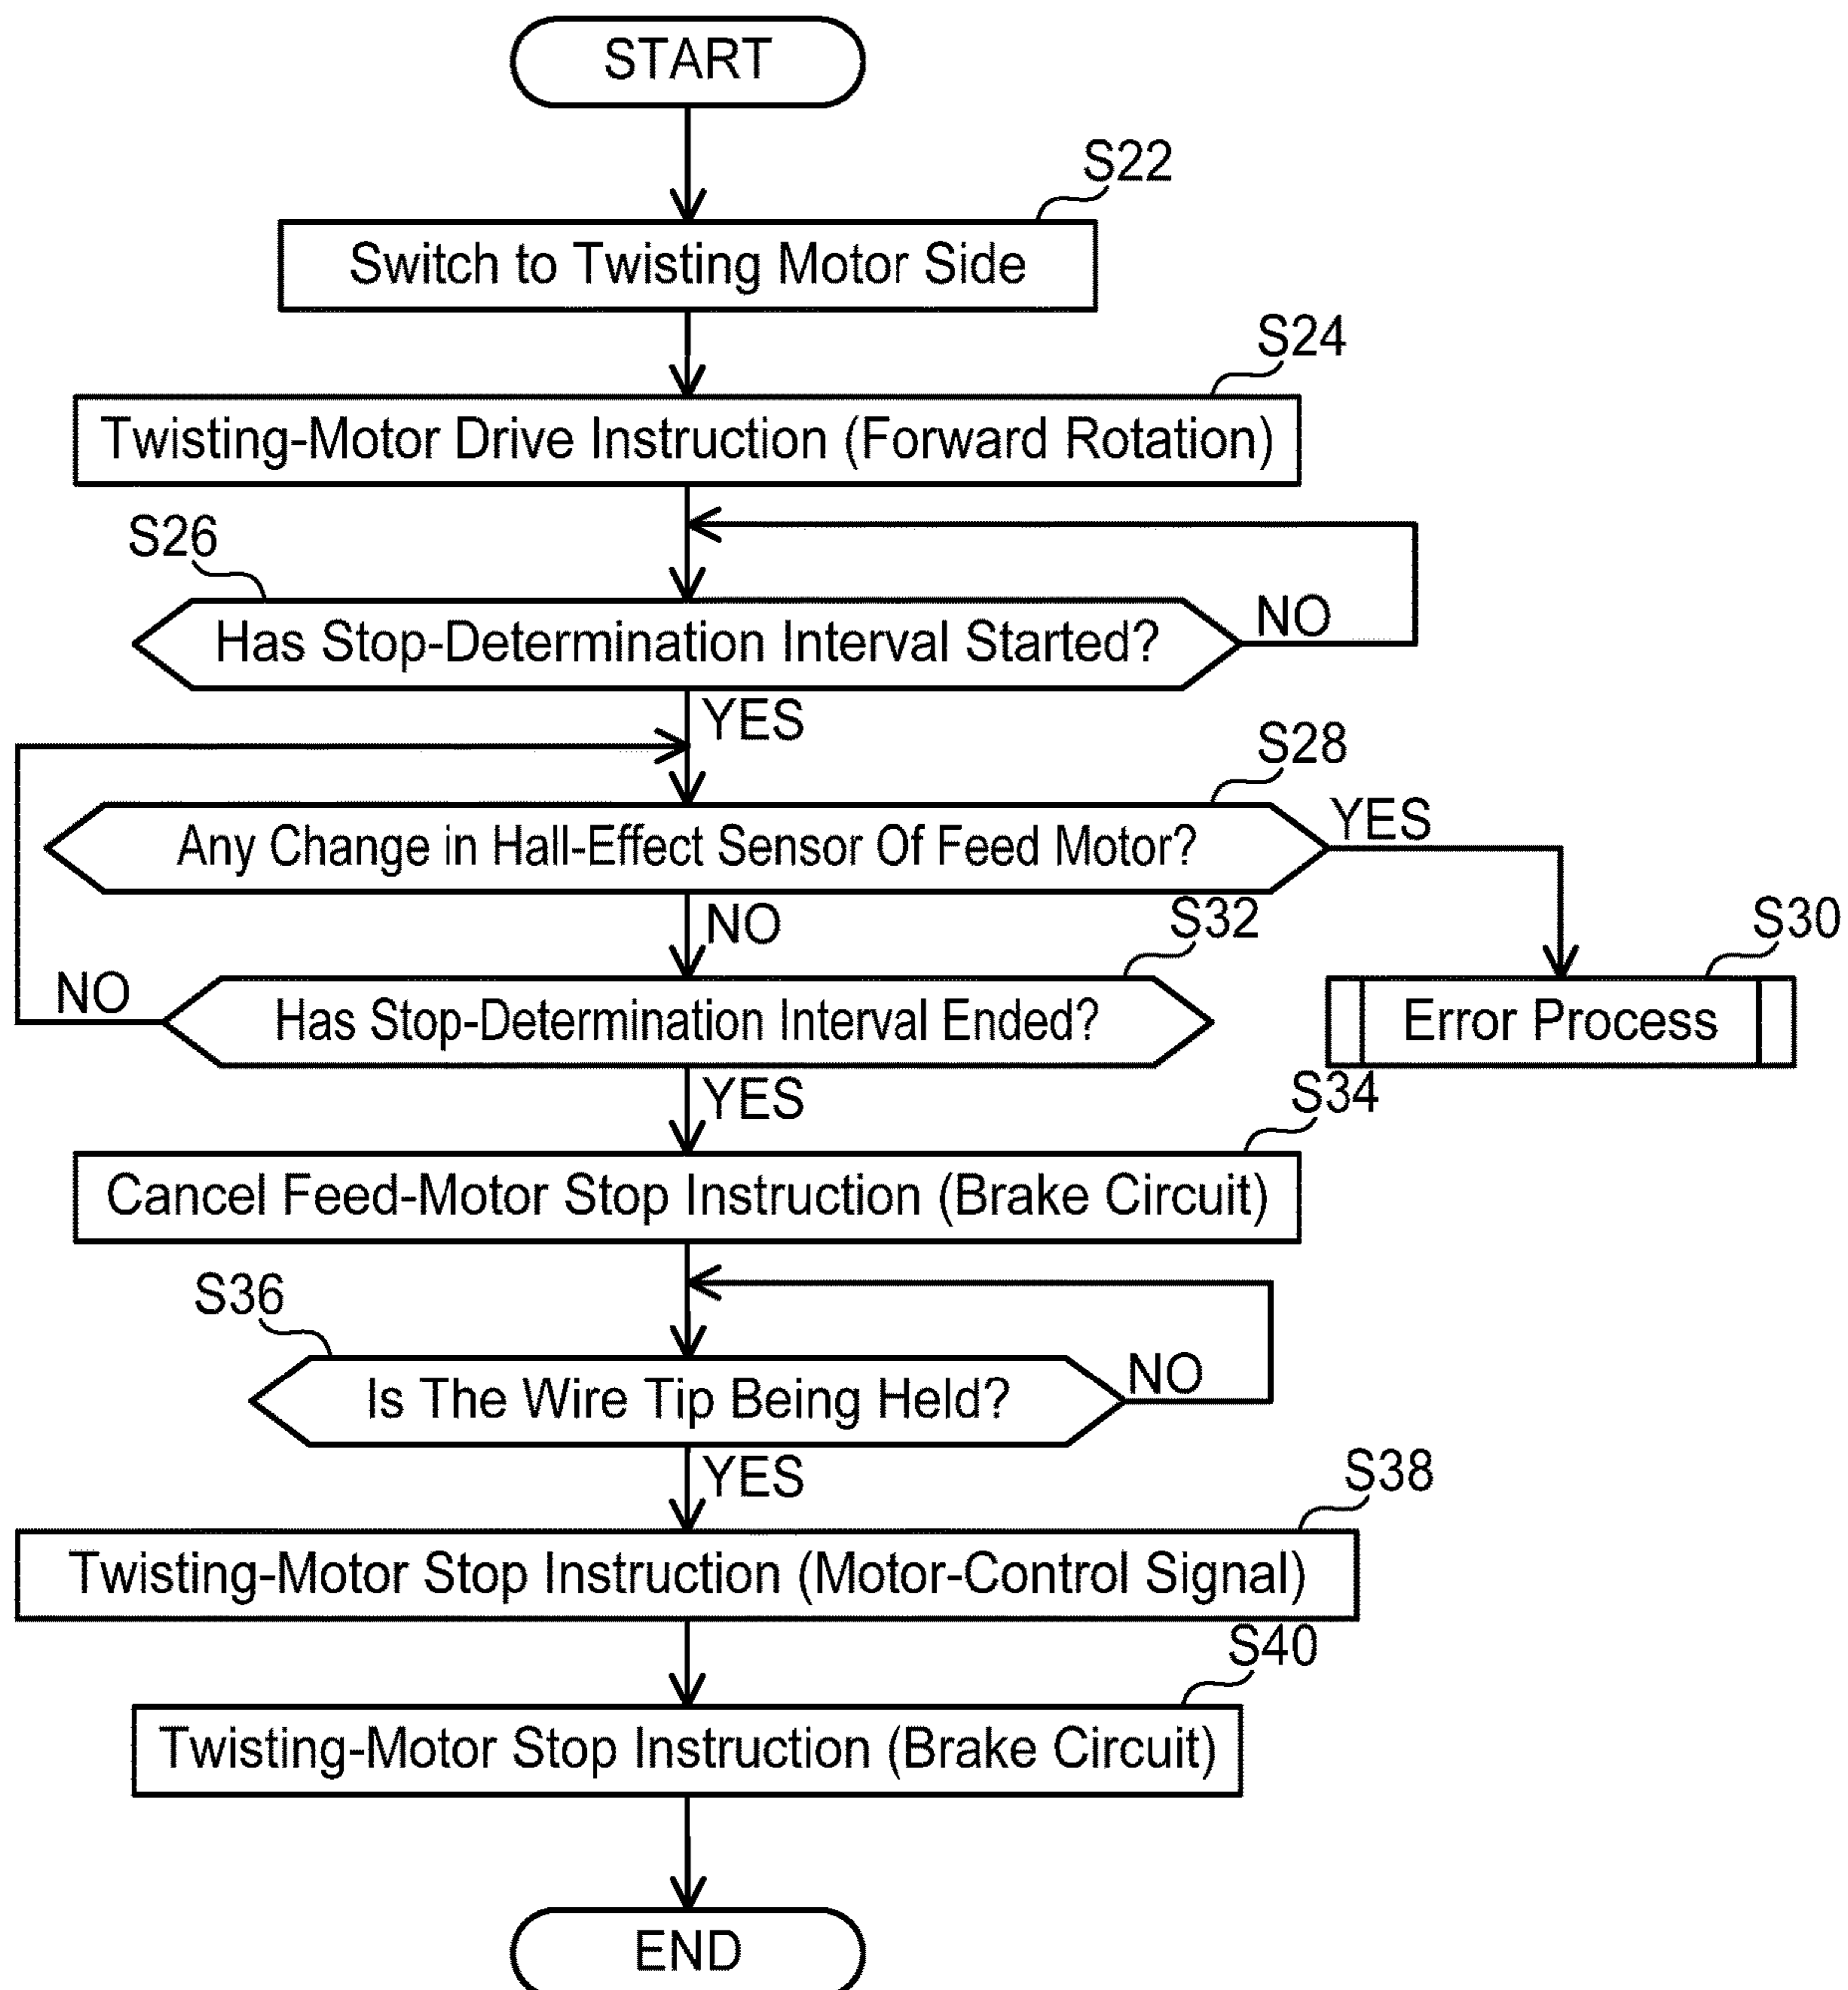 START
S22
Switch to Twisting Motor Side
S24
Twisting-Motor Drive Instruction (Forward Rotation)
S26
Has Stop-Determination Interval Started?
NO
YES
S28
Any Change in Hall-Effect Sensor Of Feed Motor?
YES
NO
S32
S30
NO
Has Stop-Determination Interval Ended?
Error Process
YES
S34
Cancel Feed-Motor Stop Instruction (Brake Circuit)
S36
Is The Wire Tip Being Held?
NO
YES
S38
Twisting-Motor Stop Instruction (Motor-Control Signal)
S40
Twisting-Motor Stop Instruction (Brake Circuit)
END